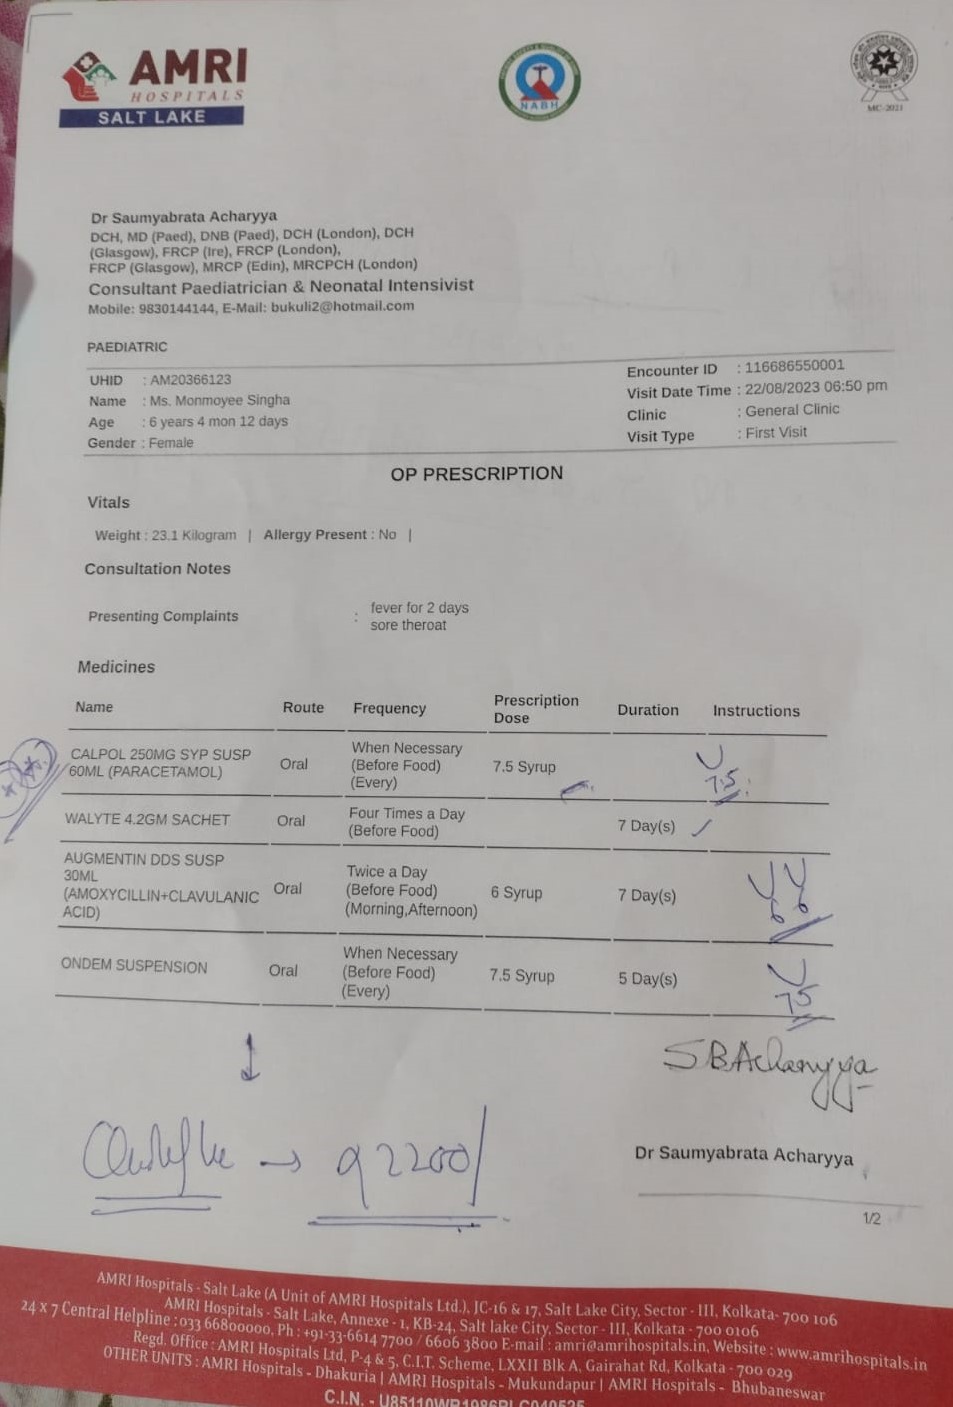 AMRI
HOSPITALS
SALT LAKE
NABH
MC-2021
Dr Saumyabrata Acharyya
DCH, MD (Paed), DNB (Paed), DCH (London), DCH
(Glasgow), FRCP (Ire), FRCP (London),
FRCP (Glasgow), MRCP (Edin), MRCPCH (London)
Consultant Paediatrician & Neonatal Intensivist
Mobile: 9830144144, E-Mail: bukuli2@hotmail.com
PAEDIATRIC
UHID : AM20366123
Name : Ms. Monmoyee Singha
Age : 6 years 4 mon 12 days
Gender : Female
Encounter ID : 116686550001
Visit Date Time : 22/08/2023 06:50 pm
Clinic : General Clinic
Visit Type : First Visit
OP PRESCRIPTION
Vitals
Weight : 23.1 Kilogram | Allergy Present : No |
Consultation Notes
Presenting Complaints : fever for 2 days
sore theroat
Medicines
Name Route Frequency Prescription Dose Duration Instructions
CALPOL 250MG SYP SUSP
60ML (PARACETAMOL) Oral When Necessary
(Before Food)
(Every) 7.5 Syrup 7.5
WALYTE 4.2GM SACHET Oral Four Times a Day
(Before Food) 7 Day(s)
AUGMENTIN DDS SUSP
30ML
(AMOXYCILLIN+CLAVULANIC
ACID) Oral Twice a Day
(Before Food)
(Morning,Afternoon) 6 Syrup 7 Day(s) 6 6
ONDEM SUSPENSION Oral When Necessary
(Before Food)
(Every) 7.5 Syrup 5 Day(s) 75
SBAcharyya
→ 92200/
Dr Saumyabrata Acharyya
1/2
AMRI Hospitals - Salt Lake (A Unit of AMRI Hospitals Ltd.), JC-16 & 17, Salt Lake City, Sector - III, Kolkata- 700 106
AMRI Hospitals - Salt Lake, Annexe - 1, KB-24, Salt lake City, Sector - III, Kolkata - 700 0106
24 x 7 Central Helpline : 033 66800000, Ph : +91-33-6614 7700 / 6606 3800 E-mail : amri@amrihospitals.in, Website : www.amrihospitals.in
Regd. Office : AMRI Hospitals Ltd, P-4 & 5, C.I.T. Scheme, LXXII Blk A, Gairahat Rd, Kolkata - 700 029
OTHER UNITS : AMRI Hospitals - Dhakuria | AMRI Hospitals - Mukundapur | AMRI Hospitals - Bhubaneswar
C.I.N. - U85110WB1986PLC040525